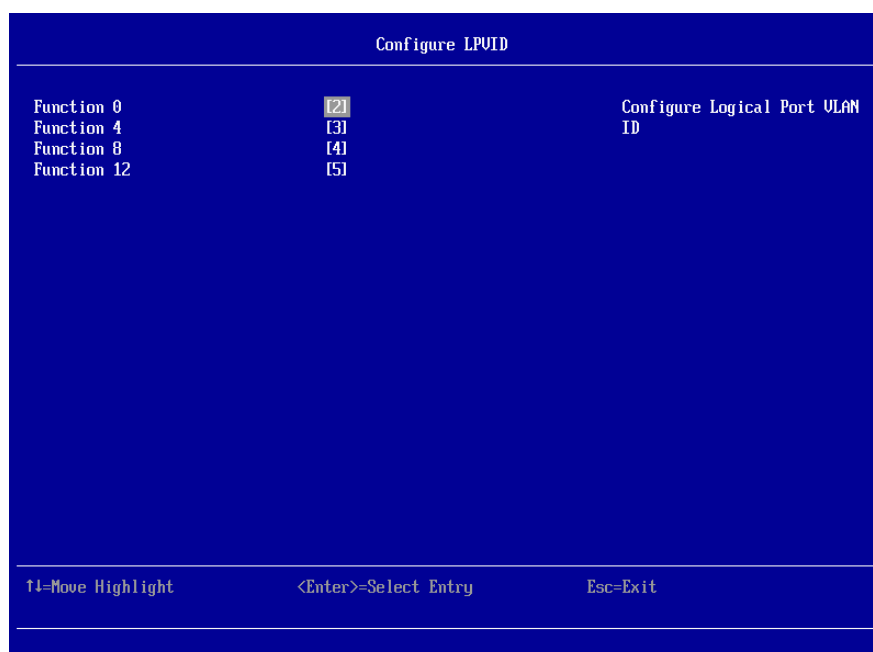 Configure LPVID
Function 0 [2] Configure Logical Port VLAN
Function 4 [3] ID
Function 8 [4]
Function 12 [5]
↑↓=Move Highlight <Enter>=Select Entry Esc=Exit